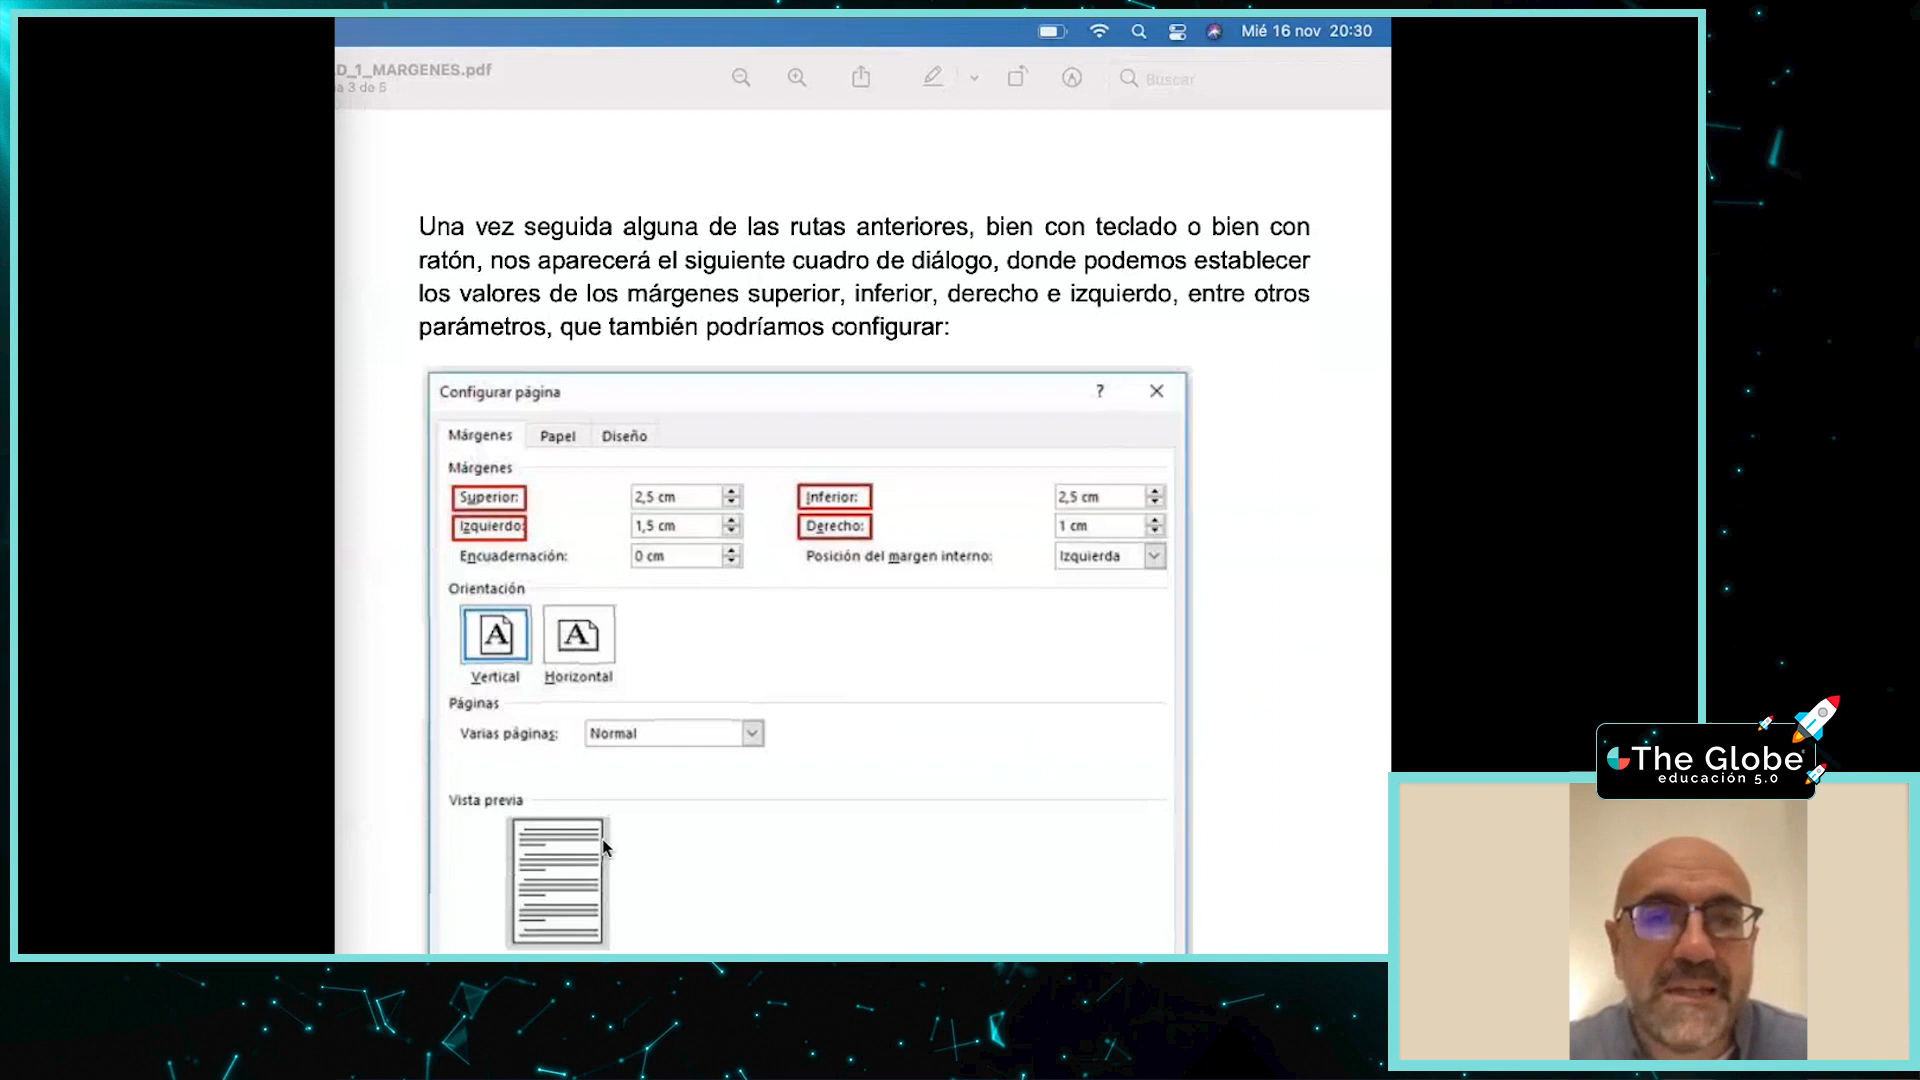 Mié 16 nov 20:30
D_1_MARGENES.pdf
a 3 de 5
Buscar
Una vez seguida alguna de las rutas anteriores, bien con teclado o bien con
ratón, nos aparecerá el siguiente cuadro de diálogo, donde podemos establecer
los valores de los márgenes superior, inferior, derecho e izquierdo, entre otros
parámetros, que también podríamos configurar:
Configurar página ?
Márgenes Papel Diseño
Márgenes
Superior: 2,5 cm Inferior: 2,5 cm
Izquierdo: 1,5 cm Derecho: 1 cm
Encuadernación: 0 cm Posición del margen interno: Izquierda
Orientación
A A
Vertical Horizontal
Páginas
Varias páginas: Normal
Vista previa
The Globe
educación 5.0